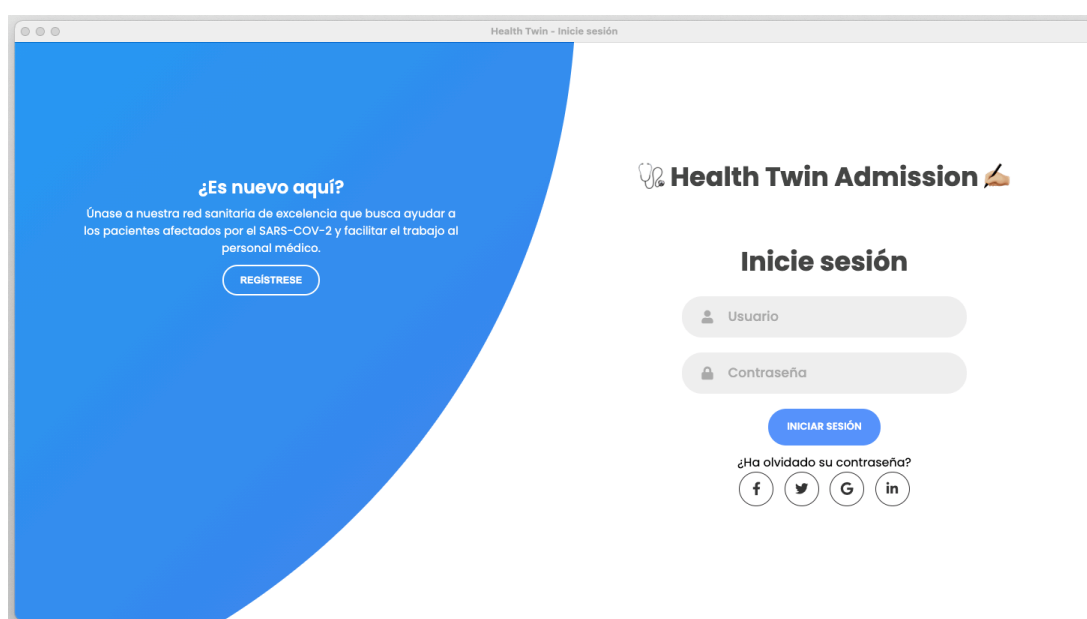 Health Twin - Inicie sesión
¿Es nuevo aquí?
Únase a nuestra red sanitaria de excelencia que busca ayudar a
los pacientes afectados por el SARS-COV-2 y facilitar el trabajo al
personal médico.
REGÍSTRESE
🩺 Health Twin Admission ✍🏼
Inicie sesión
Usuario
Contraseña
INICIAR SESIÓN
¿Ha olvidado su contraseña?